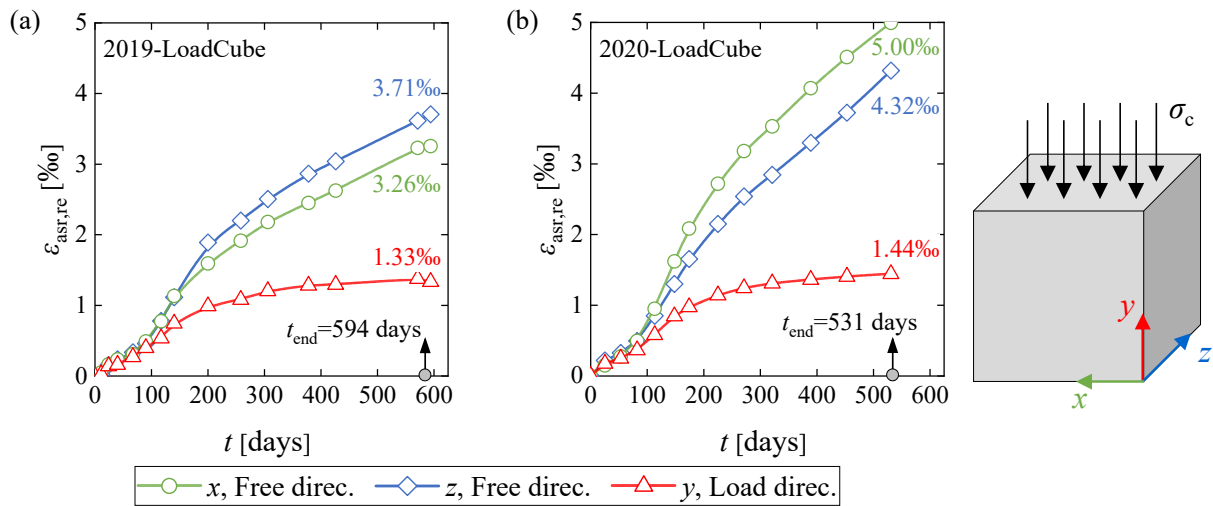 (a)
2019-LoadCube
5
4
3
2
1
0
ε_asr,re [‰]
3.71‰
3.26‰
1.33‰
t_end=594 days
0 100 200 300 400 500 600
t [days]
(b)
2020-LoadCube
5
4
3
2
1
0
ε_asr,re [‰]
5.00‰
4.32‰
1.44‰
t_end=531 days
0 100 200 300 400 500 600
t [days]
σ_c
y
z
x
x, Free direc. z, Free direc. y, Load direc.